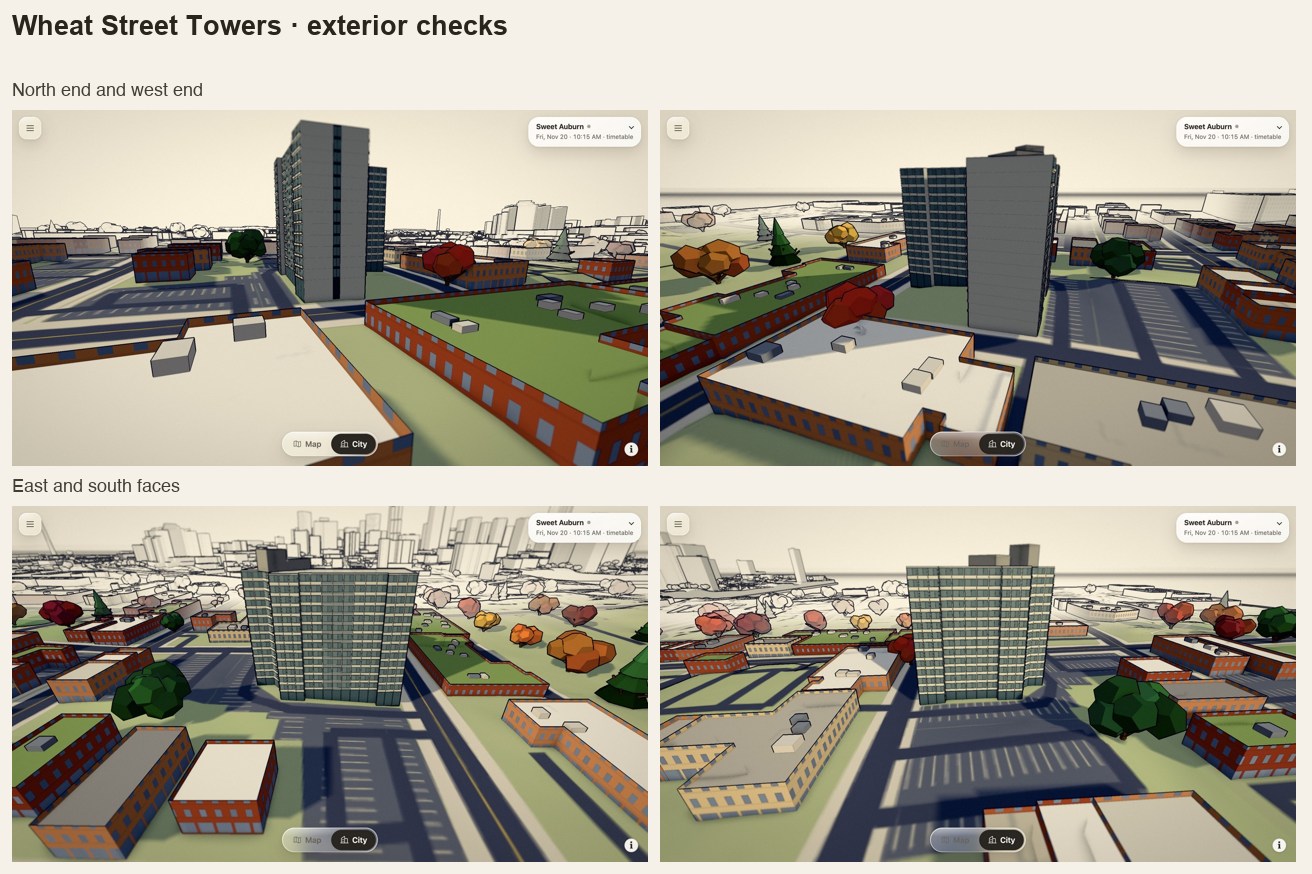 Wheat Street Towers · exterior checks
North end and west end
Sweet Auburn
Fri, Nov 20 · 10:15 AM · timetable
Map
City
Sweet Auburn
Fri, Nov 20 · 10:15 AM · timetable
Map
City
East and south faces
Sweet Auburn
Fri, Nov 20 · 10:15 AM · timetable
Map
City
Sweet Auburn
Fri, Nov 20 · 10:15 AM · timetable
Map
City